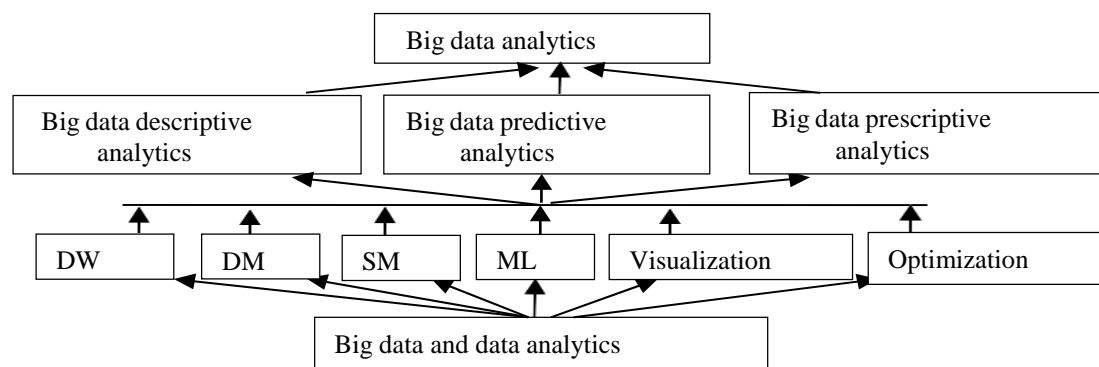 Big data analytics
Big data descriptive
analytics
Big data predictive
analytics
Big data prescriptive
analytics
DW
DM
SM
ML
Visualization
Optimization
Big data and data analytics